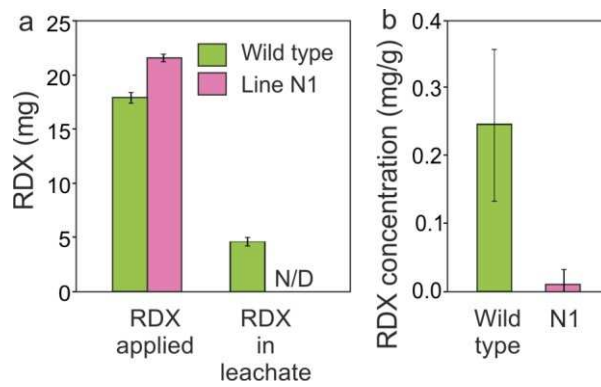 a
RDX (mg)
25
20
15
10
5
0
Wild type
Line N1
N/D
RDX
applied
RDX
in
leachate
b
RDX concentration (mg/g)
0.4
0.3
0.2
0.1
0.0
Wild
type
N1